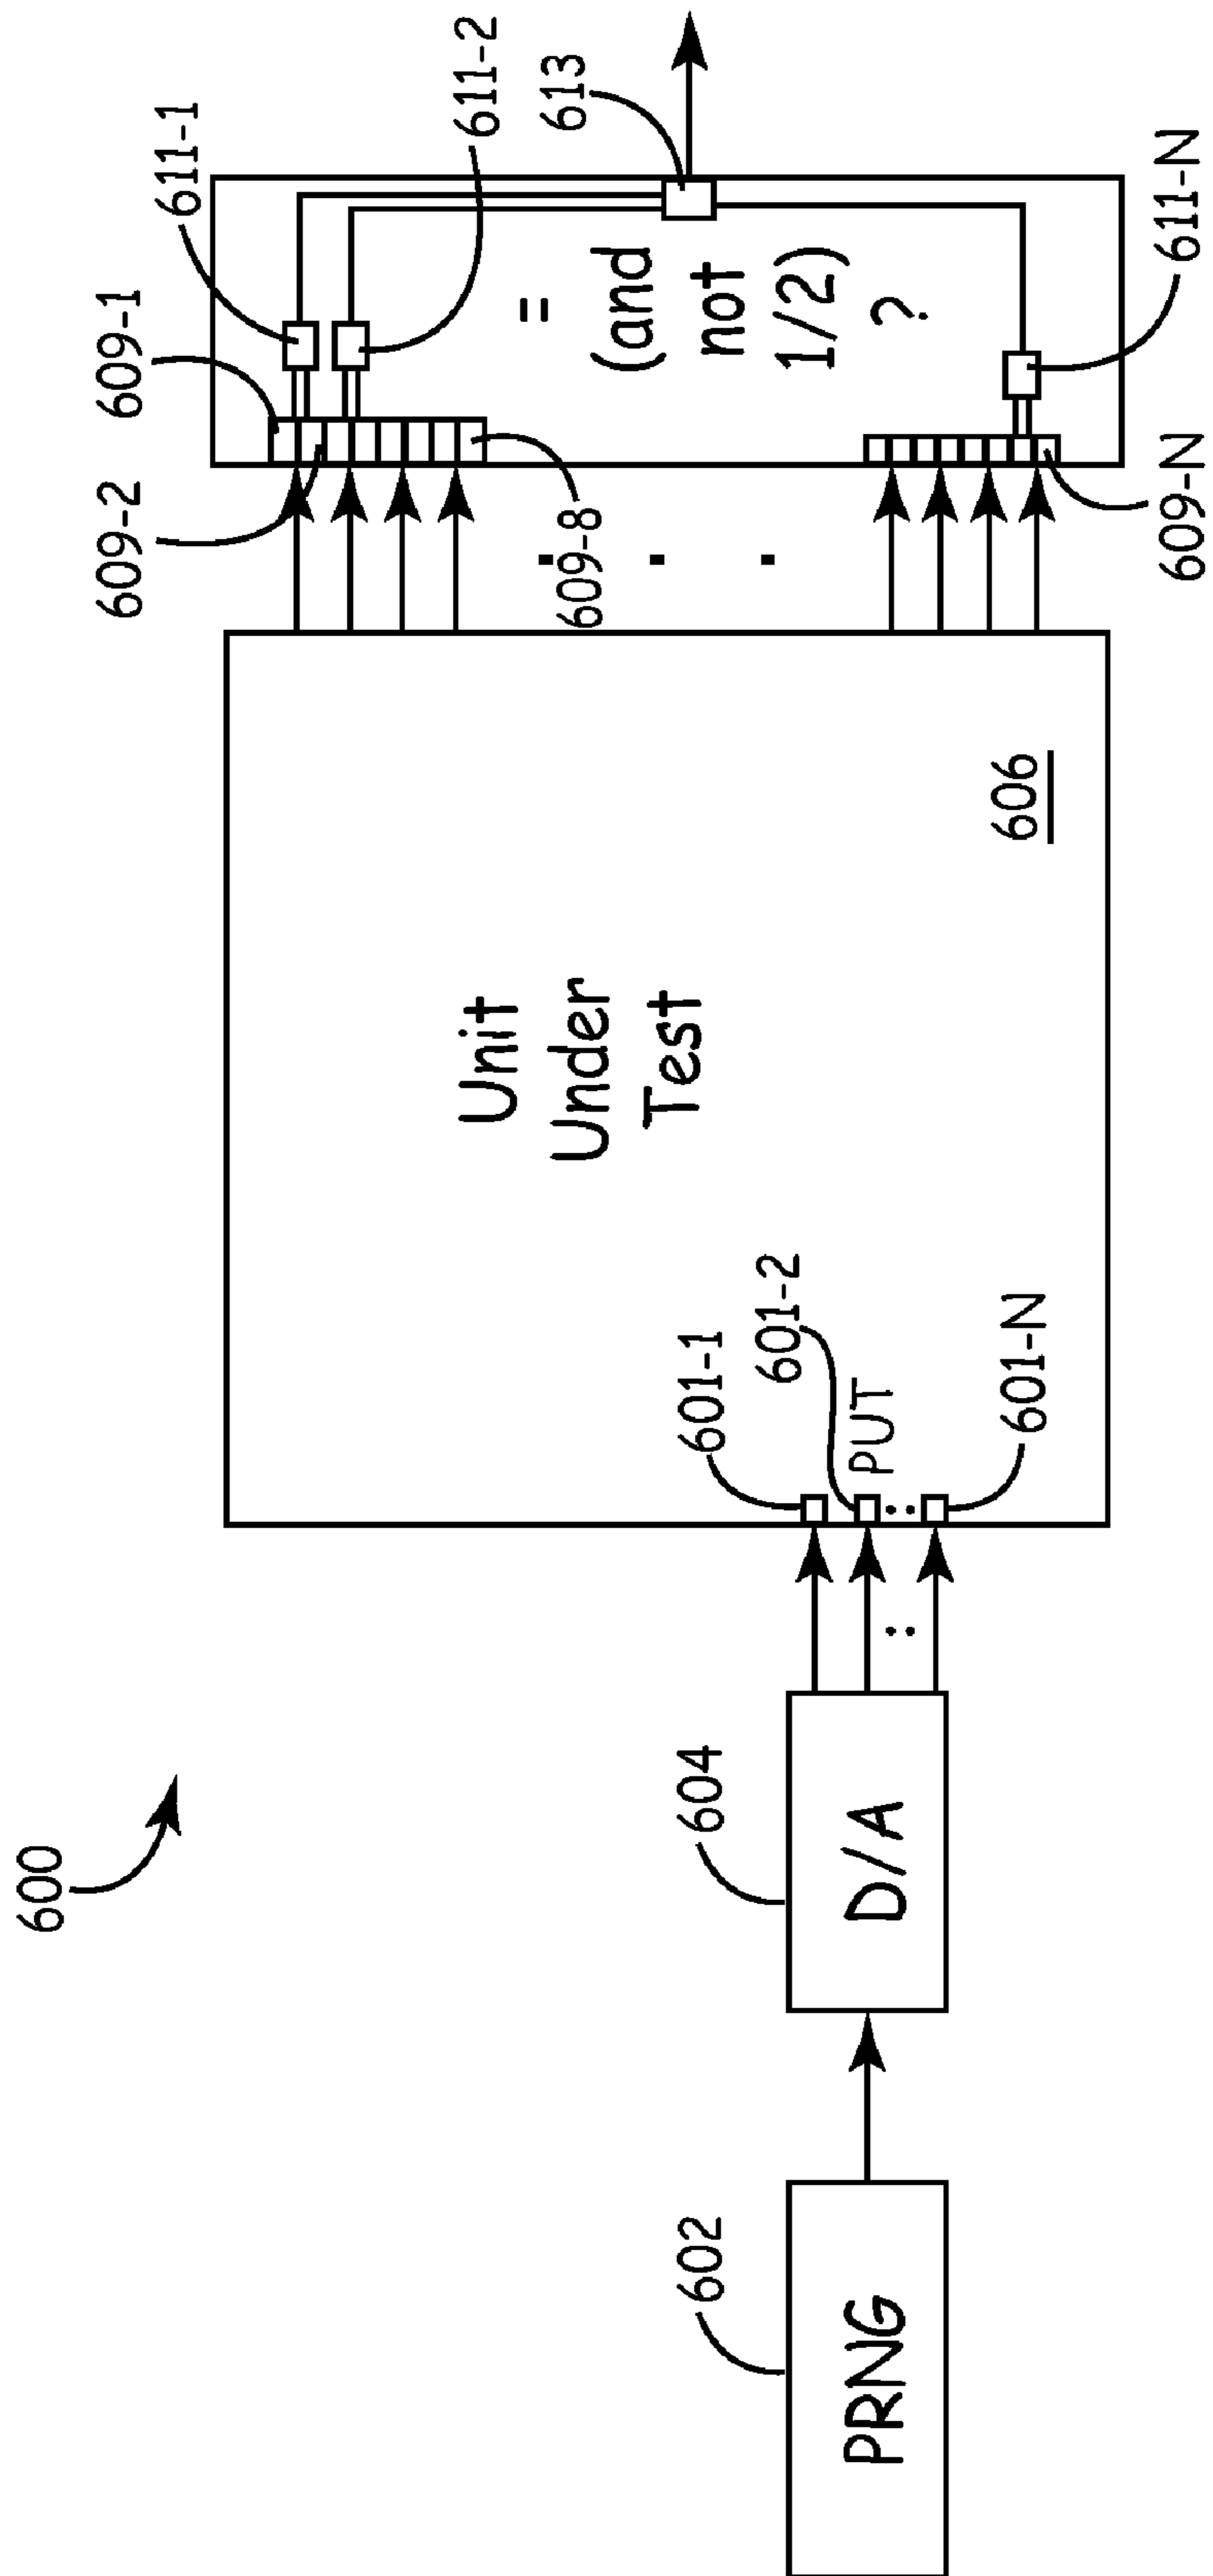 600
602
PRNG
604
D/A
601-1
601-2
PUT
601-N
Unit
Under
Test
606
609-1
609-2
609-8
609-N
611-1
611-2
611-N
613
=
(and
not
1/2)
?